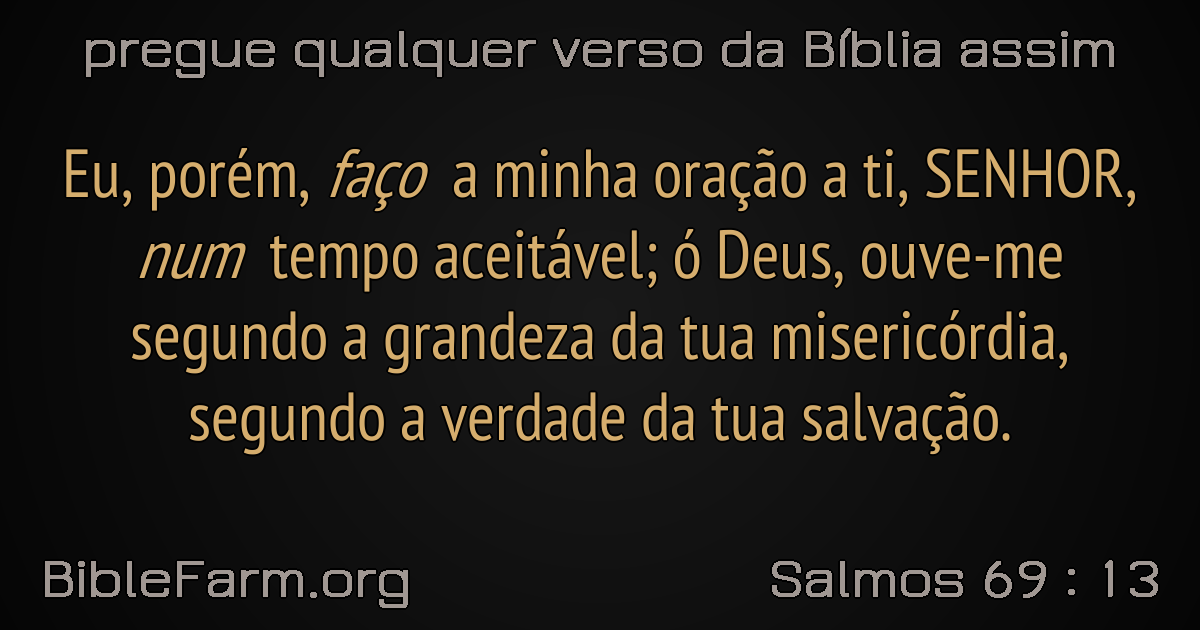 pregue qualquer verso da Bíblia assim
Eu, porém, faço a minha oração a ti, SENHOR,
num tempo aceitável; ó Deus, ouve-me
segundo a grandeza da tua misericórdia,
segundo a verdade da tua salvação.
BibleFarm.org
Salmos 69 : 13